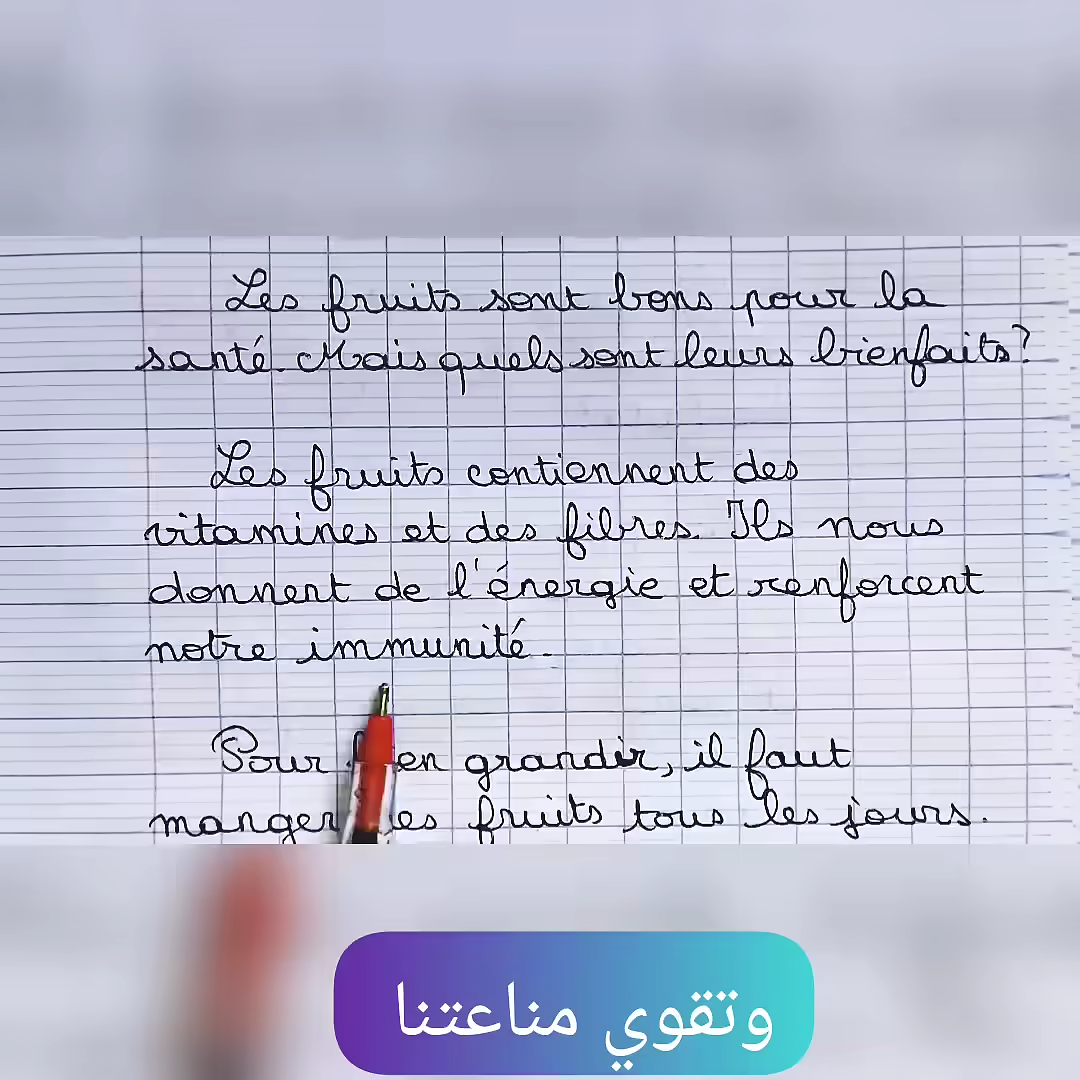 Les fruits sont bons pour la
santé. Mais quels sont leurs bienfaits?
Les fruits contiennent des
vitamines et des fibres. Ils nous
donnent de l'énergie et renforcent
notre immunité.
Pour grandir, il faut
manger fruits tous les jours.
وتقوي مناعتنا